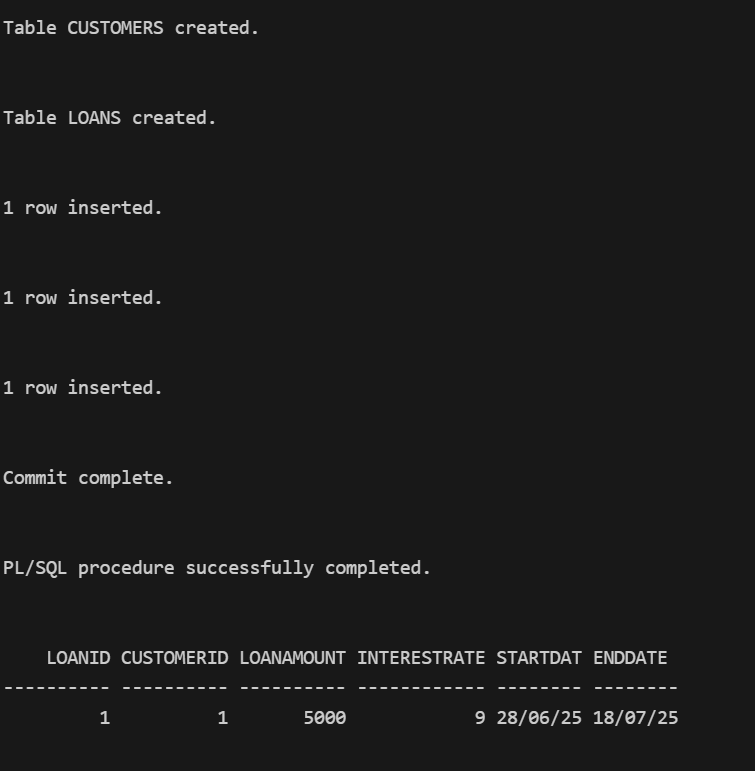 Table CUSTOMERS created.
Table LOANS created.
1 row inserted.
1 row inserted.
1 row inserted.
Commit complete.
PL/SQL procedure successfully completed.
    LOANID CUSTOMERID LOANAMOUNT INTERESTRATE STARTDAT ENDDATE
---------- ---------- ---------- ------------ -------- --------
         1          1       5000            9 28/06/25 18/07/25